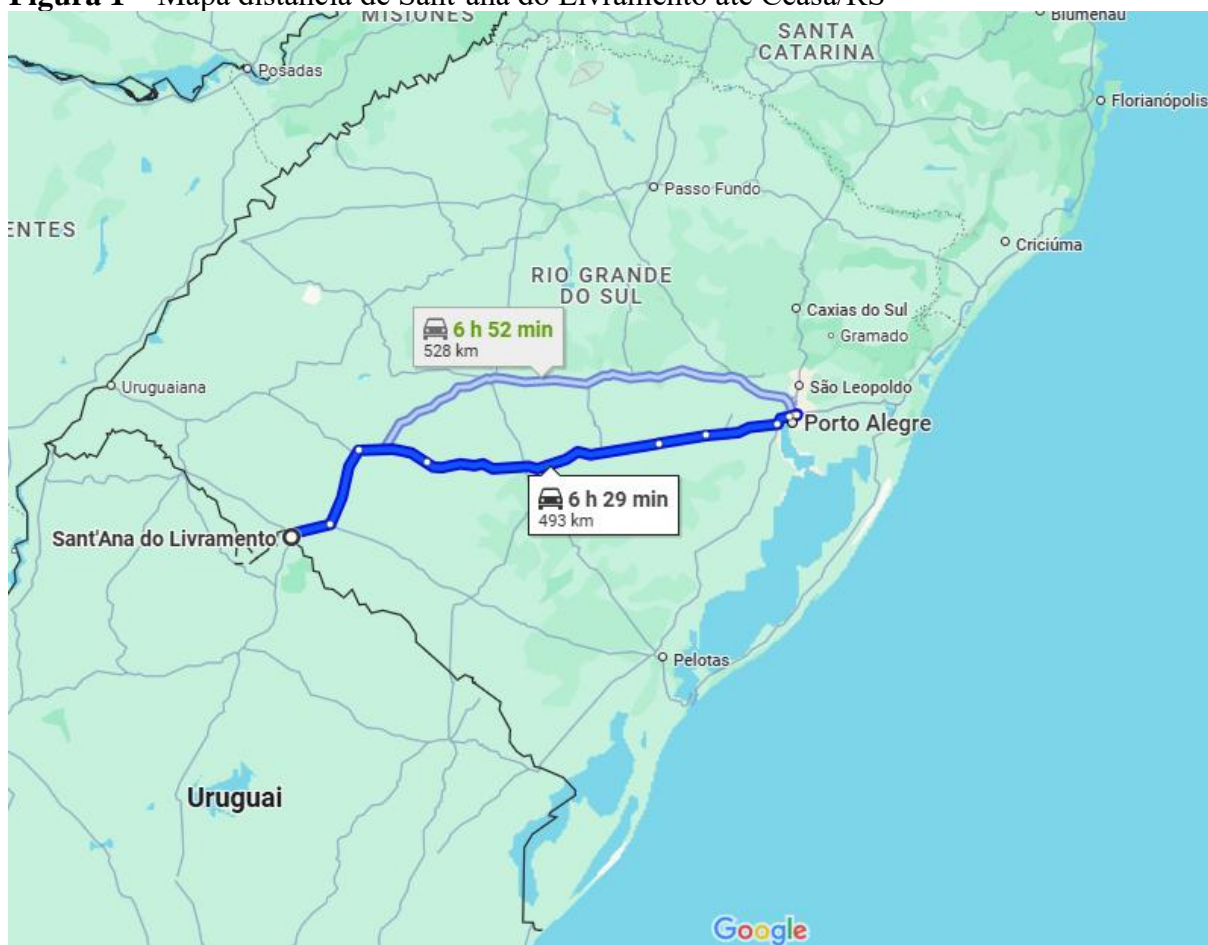 Figura 1 – Mapa distância de Sant'ana do Livramento até Ceasa/RS
MISIONES
Blumenau
SANTA
CATARINA
Posadas
Florianópolis
Passo Fundo
ENTES
Criciúma
RIO GRANDE
DO SUL
Caxias do Sul
6 h 52 min
528 km
Gramado
Uruguaiana
São Leopoldo
Porto Alegre
6 h 29 min
493 km
Sant'Ana do Livramento
Pelotas
Uruguai
Google